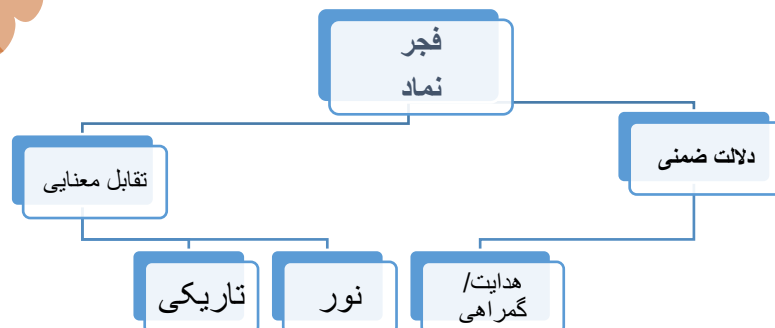 فجر
نماد
دلالت ضمنی
تقابل معنایی
هدایت/
گمراهی
نور
تاریکی